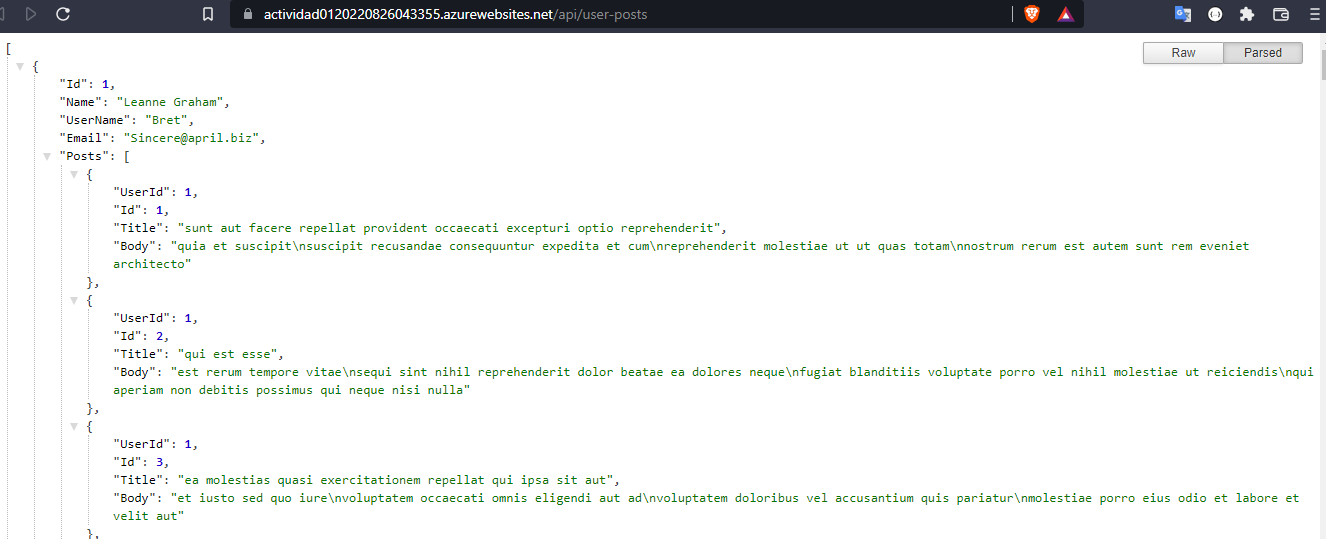 actividad0120220826043355.azurewebsites.net/api/user-posts
Raw Parsed
[
{
"Id": 1,
"Name": "Leanne Graham",
"UserName": "Bret",
"Email": "Sincere@april.biz",
"Posts": [
{
"UserId": 1,
"Id": 1,
"Title": "sunt aut facere repellat provident occaecati excepturi optio reprehenderit",
"Body": "quia et suscipit\nsuscipit recusandae consequuntur expedita et cum\nreprehenderit molestiae ut ut quas totam\nnostrum rerum est autem sunt rem eveniet
architecto"
},
{
"UserId": 1,
"Id": 2,
"Title": "qui est esse",
"Body": "est rerum tempore vitae\nsequi sint nihil reprehenderit dolor beatae ea dolores neque\nfugiat blanditiis voluptate porro vel nihil molestiae ut reiciendis\nqui
aperiam non debitis possimus qui neque nisi nulla"
},
{
"UserId": 1,
"Id": 3,
"Title": "ea molestias quasi exercitationem repellat qui ipsa sit aut",
"Body": "et iusto sed quo iure\nvoluptatem occaecati omnis eligendi aut ad\nvoluptatem doloribus vel accusantium quis pariatur\nmolestiae porro eius odio et labore et
velit aut"
},